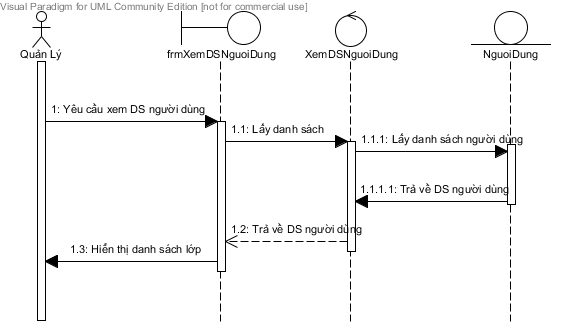 Visual Paradigm for UML Community Edition [not for commercial use]
Quản Lý
frmXemDSNguoiDung
XemDSNguoiDung
NguoiDung
1: Yêu cầu xem DS người dùng
1.1: Lấy danh sách
1.1.1: Lấy danh sách người dùng
1.1.1.1: Trả về DS người dùng
1.2: Trả về DS người dùng
1.3: Hiển thị danh sách lớp